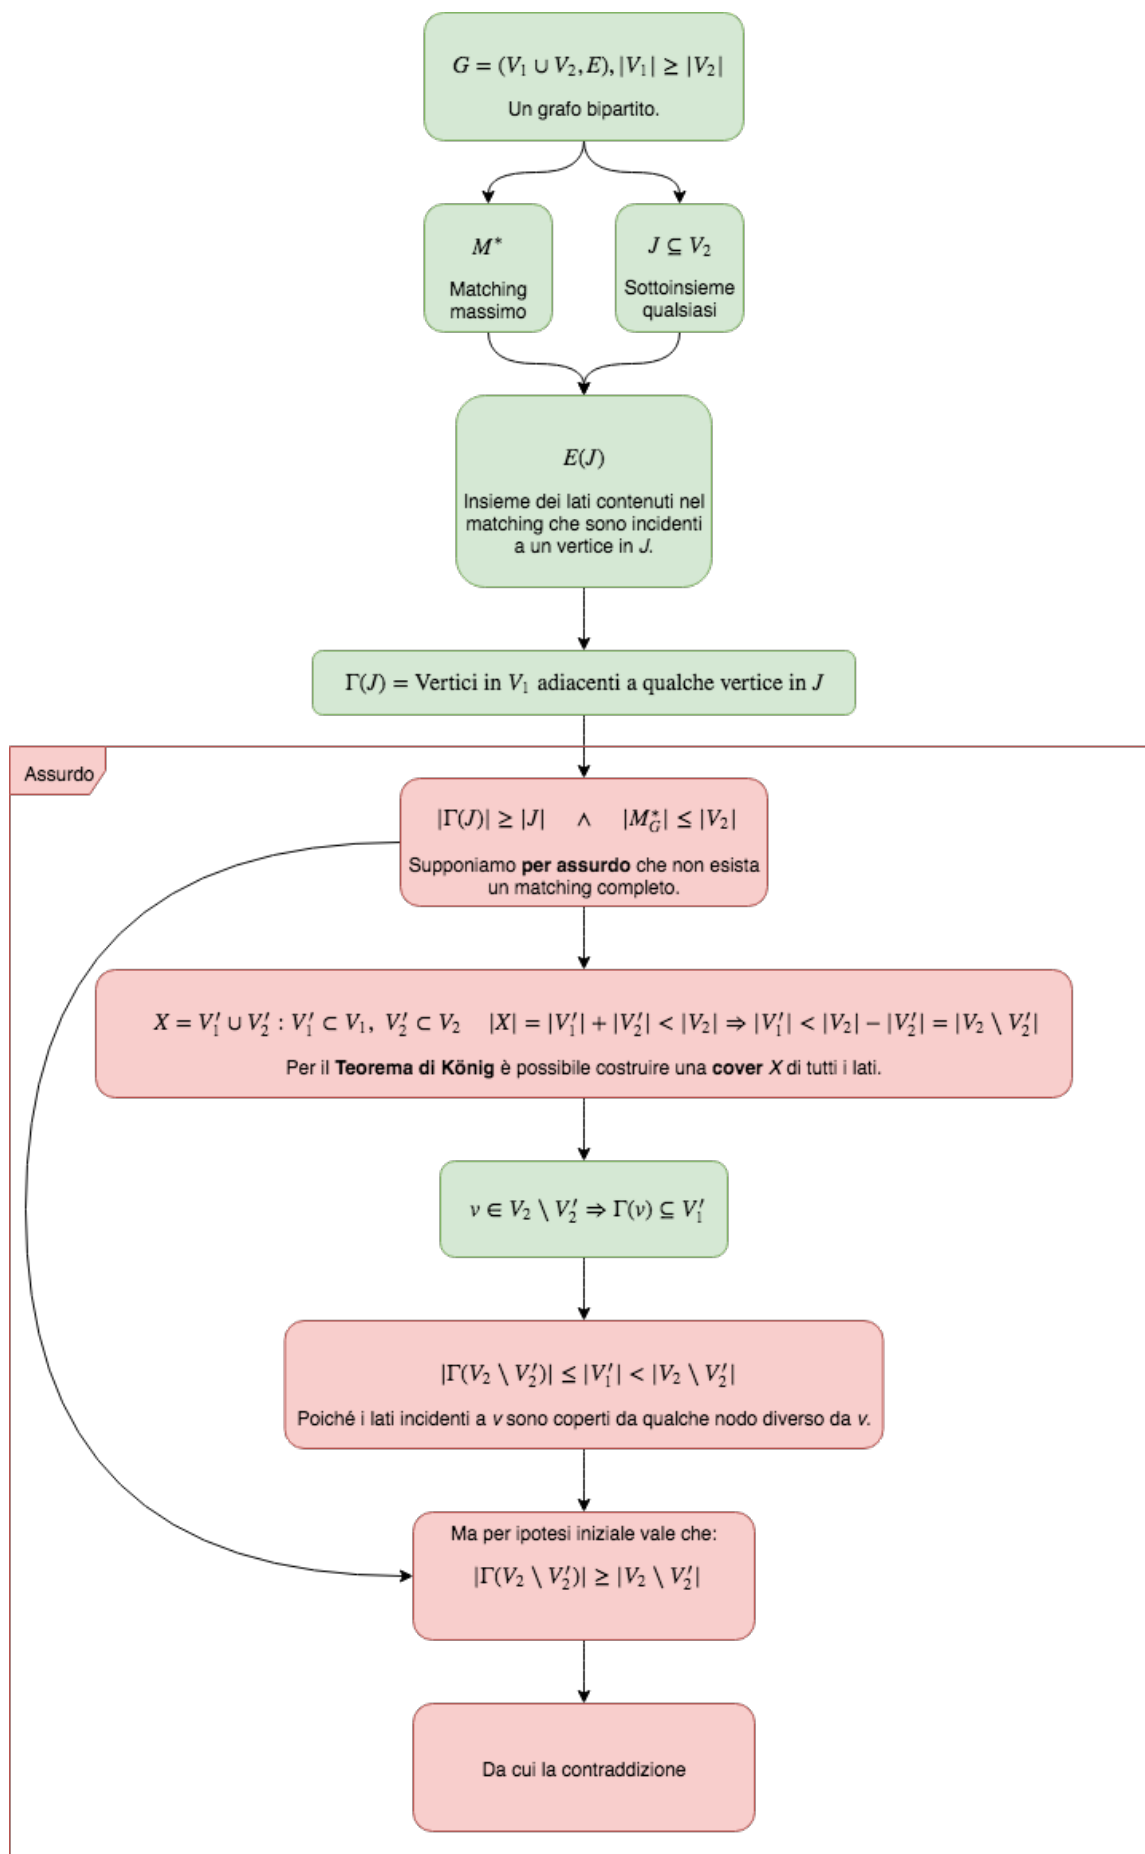 G = (V₁ ∪ V₂, E), |V₁| ≥ |V₂|
Un grafo bipartito.
M*
Matching
massimo
J ⊆ V₂
Sottoinsieme
qualsiasi
E(J)
Insieme dei lati contenuti nel
matching che sono incidenti
a un vertice in J.
Γ(J) = Vertici in V₁ adiacenti a qualche vertice in J
Assurdo
|Γ(J)| ≥ |J| ∧ |M*_G| ≤ |V₂|
Supponiamo per assurdo che non esista
un matching completo.
X = V₁′ ∪ V₂′ : V₁′ ⊂ V₁, V₂′ ⊂ V₂ |X| = |V₁′| + |V₂′| < |V₂| ⇒ |V₁′| < |V₂| − |V₂′| = |V₂ \ V₂′|
Per il Teorema di König è possibile costruire una cover X di tutti i lati.
v ∈ V₂ \ V₂′ ⇒ Γ(v) ⊆ V₁′
|Γ(V₂ \ V₂′)| ≤ |V₁′| < |V₂ \ V₂′|
Poiché i lati incidenti a v sono coperti da qualche nodo diverso da v.
Ma per ipotesi iniziale vale che:
|Γ(V₂ \ V₂′)| ≥ |V₂ \ V₂′|
Da cui la contraddizione